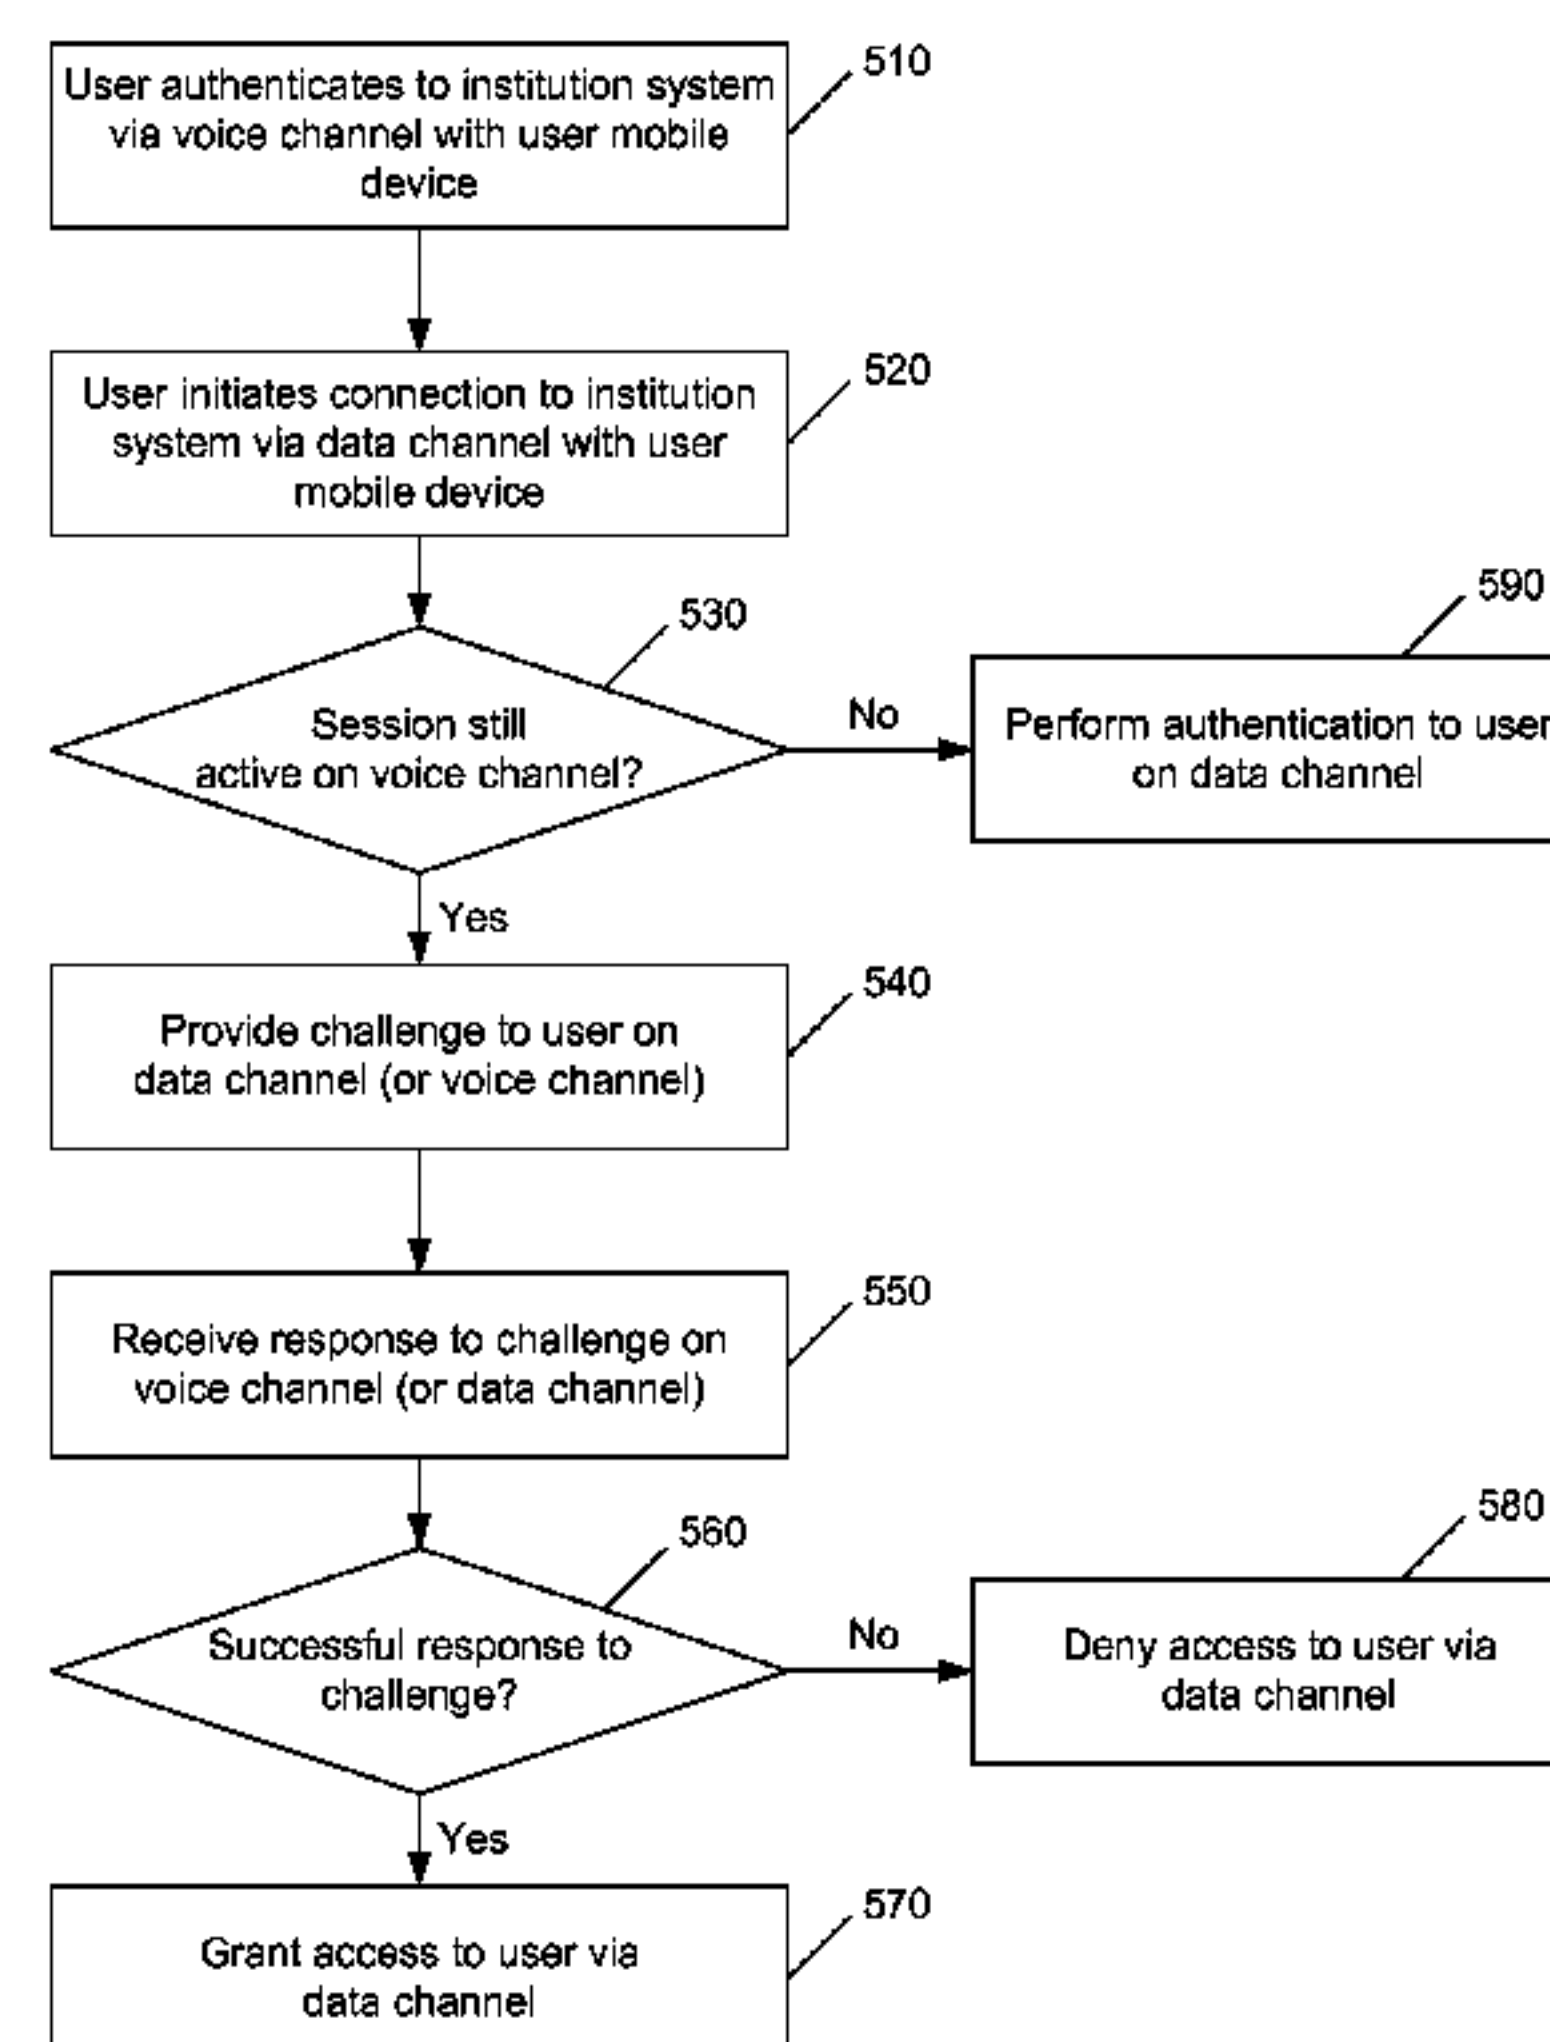 510
User authenticates to institution system
via voice channel with user mobile
device
520
User initiates connection to institution
system via data channel with user
mobile device
530
Session still
active on voice channel?
No
590
Perform authentication to user
on data channel
Yes
540
Provide challenge to user on
data channel (or voice channel)
550
Receive response to challenge on
voice channel (or data channel)
560
Successful response to
challenge?
No
580
Deny access to user via
data channel
Yes
570
Grant access to user via
data channel